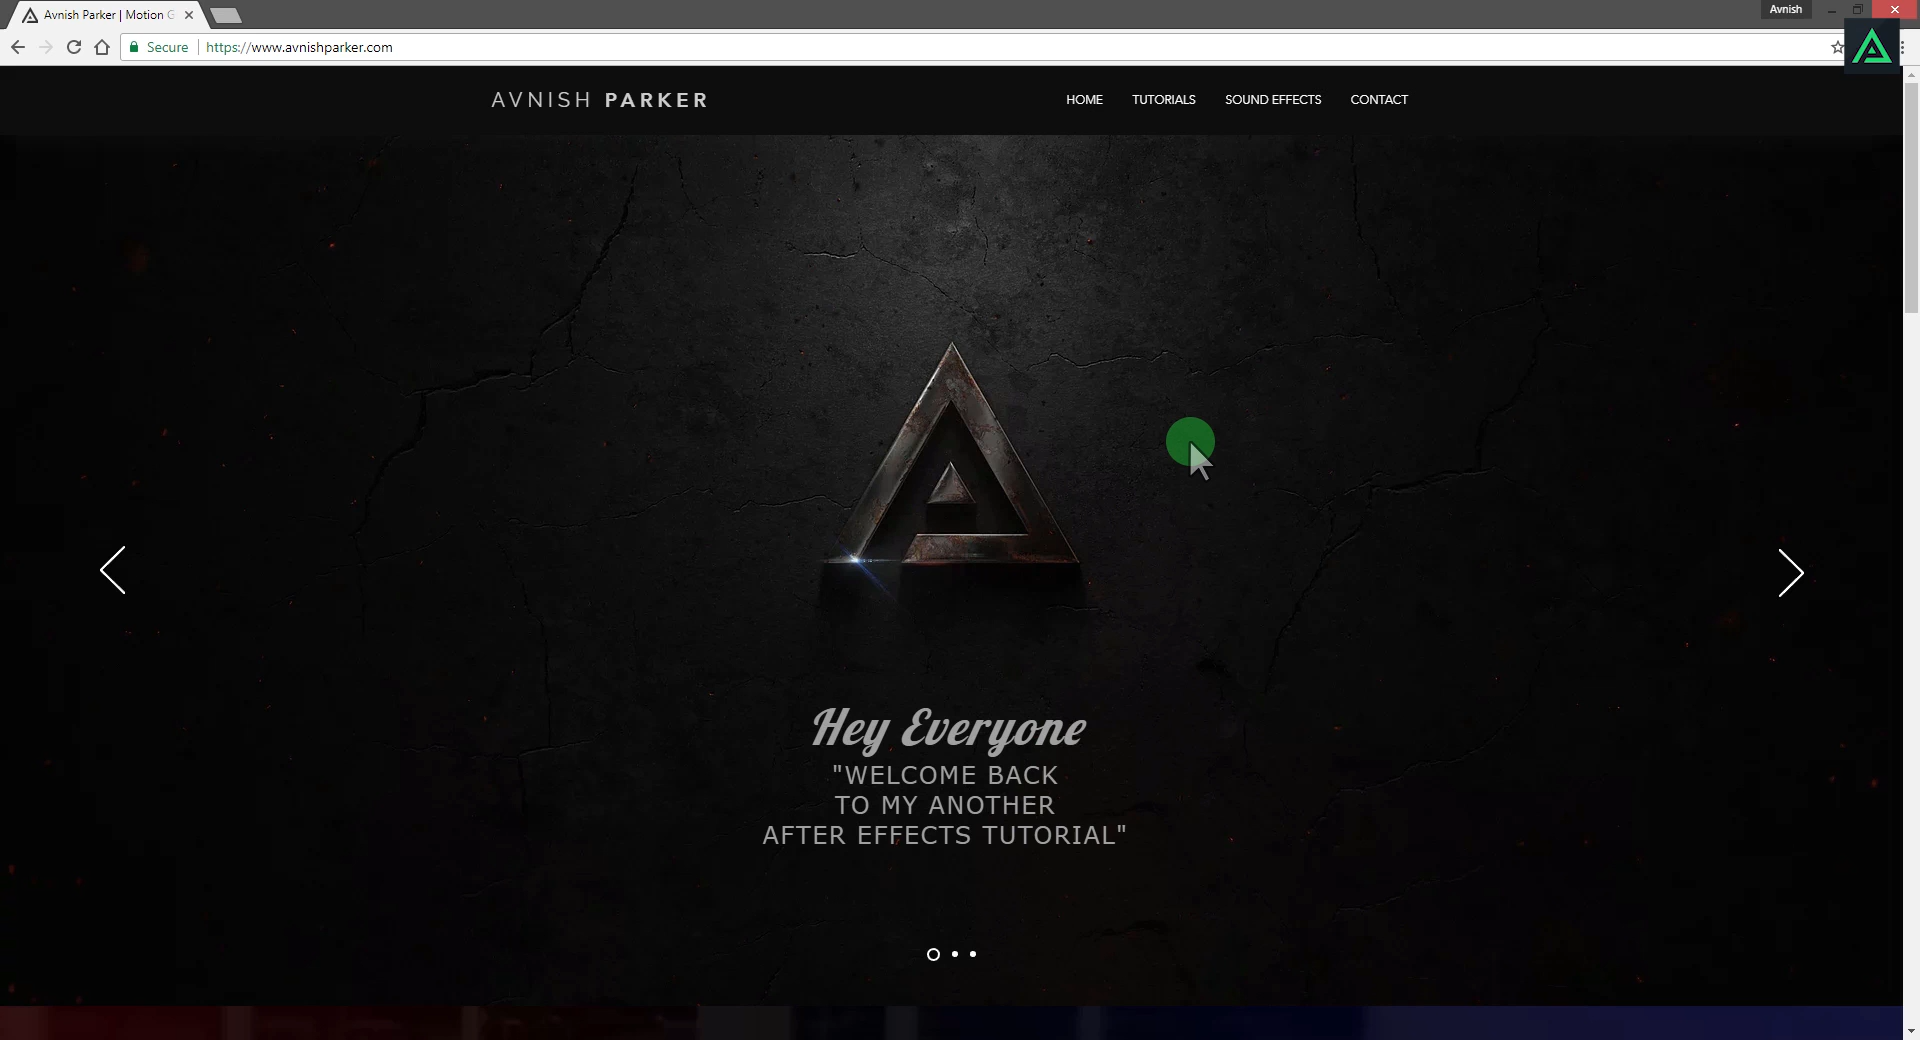 Avnish Parker | Motion G
Avnish
Secure
https://www.avnishparker.com
AVNISH PARKER
HOME
TUTORIALS
SOUND EFFECTS
CONTACT
Hey Everyone
"WELCOME BACK
TO MY ANOTHER
AFTER EFFECTS TUTORIAL"